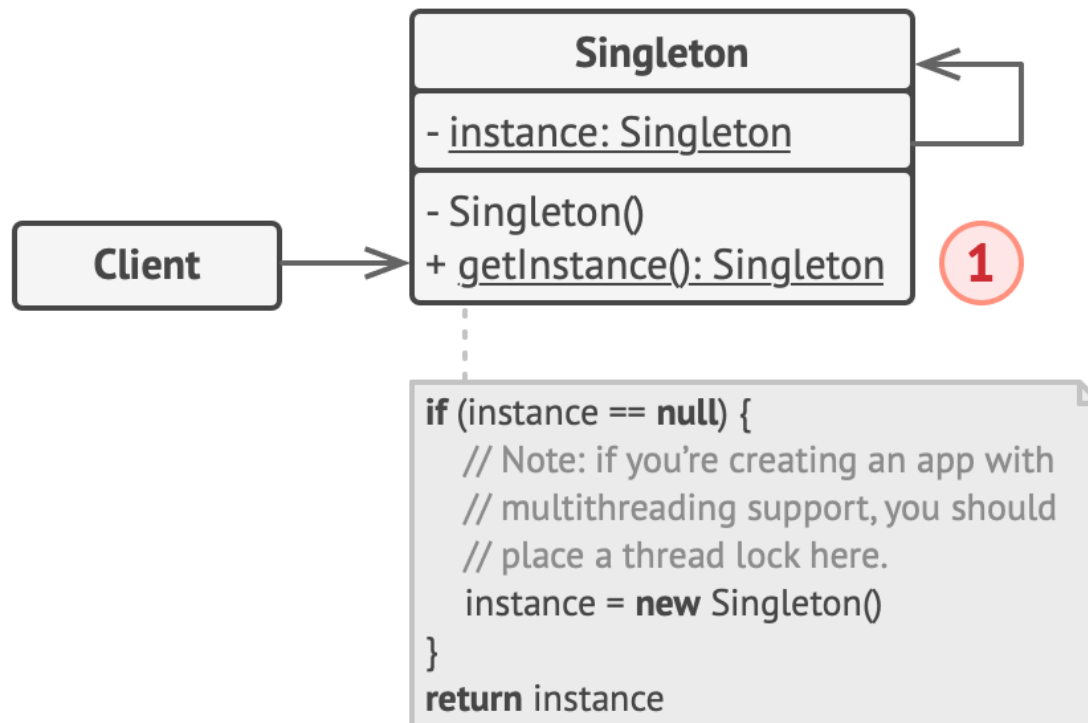 Singleton
- instance: Singleton
- Singleton()
+ getInstance(): Singleton
Client
1
if (instance == null) {
// Note: if you’re creating an app with
// multithreading support, you should
// place a thread lock here.
instance = new Singleton()
}
return instance